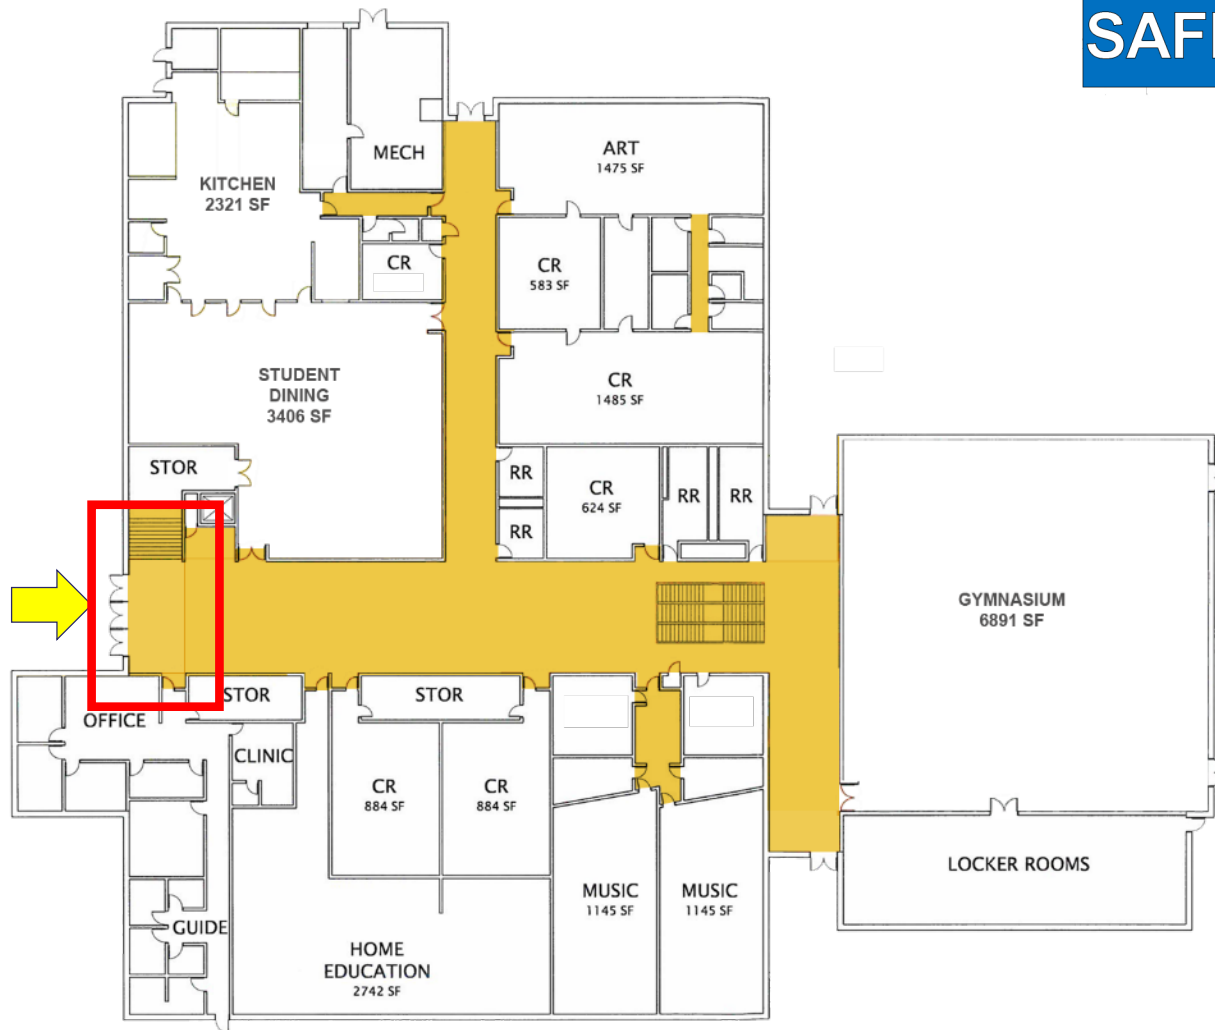 SAF
MECH
ART
1475 SF
KITCHEN
2321 SF
CR
CR
583 SF
STUDENT
DINING
3406 SF
CR
1485 SF
STOR
RR
CR
624 SF
RR
RR
RR
GYMNASIUM
6891 SF
STOR
STOR
OFFICE
CLINIC
CR
884 SF
CR
884 SF
LOCKER ROOMS
MUSIC
1145 SF
MUSIC
1145 SF
GUIDE
HOME
EDUCATION
2742 SF